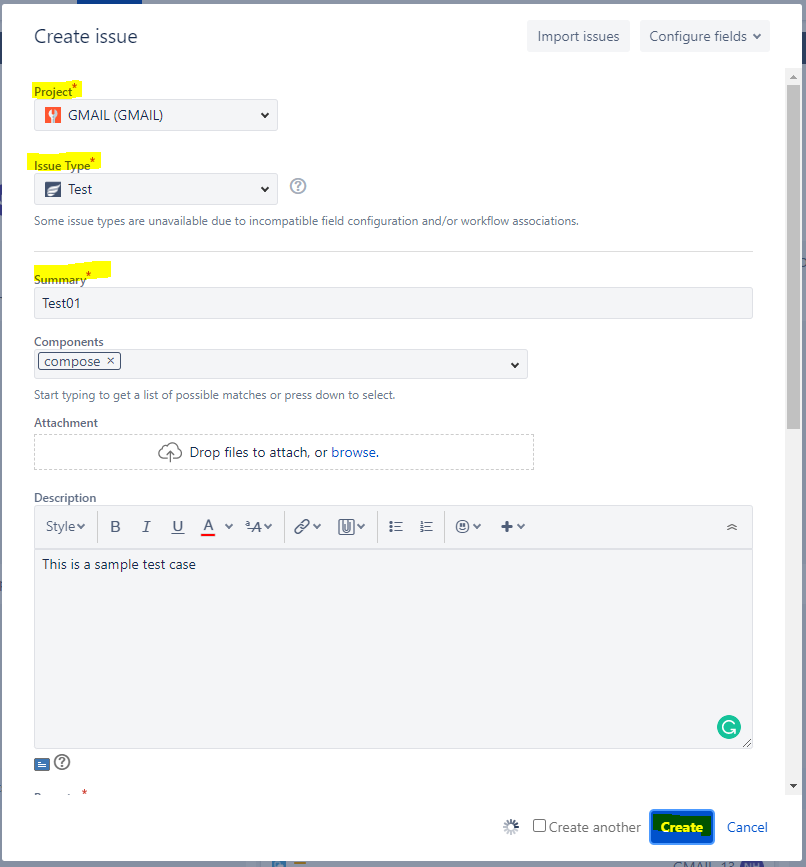 Create issue
Import issues
Configure fields
Project*
GMAIL (GMAIL)
Issue Type*
Test
Some issue types are unavailable due to incompatible field configuration and/or workflow associations.
Summary*
Test01
Components
compose ×
Start typing to get a list of possible matches or press down to select.
Attachment
Drop files to attach, or browse.
Description
Style B I U A ªA
This is a sample test case
Create another
Create
Cancel